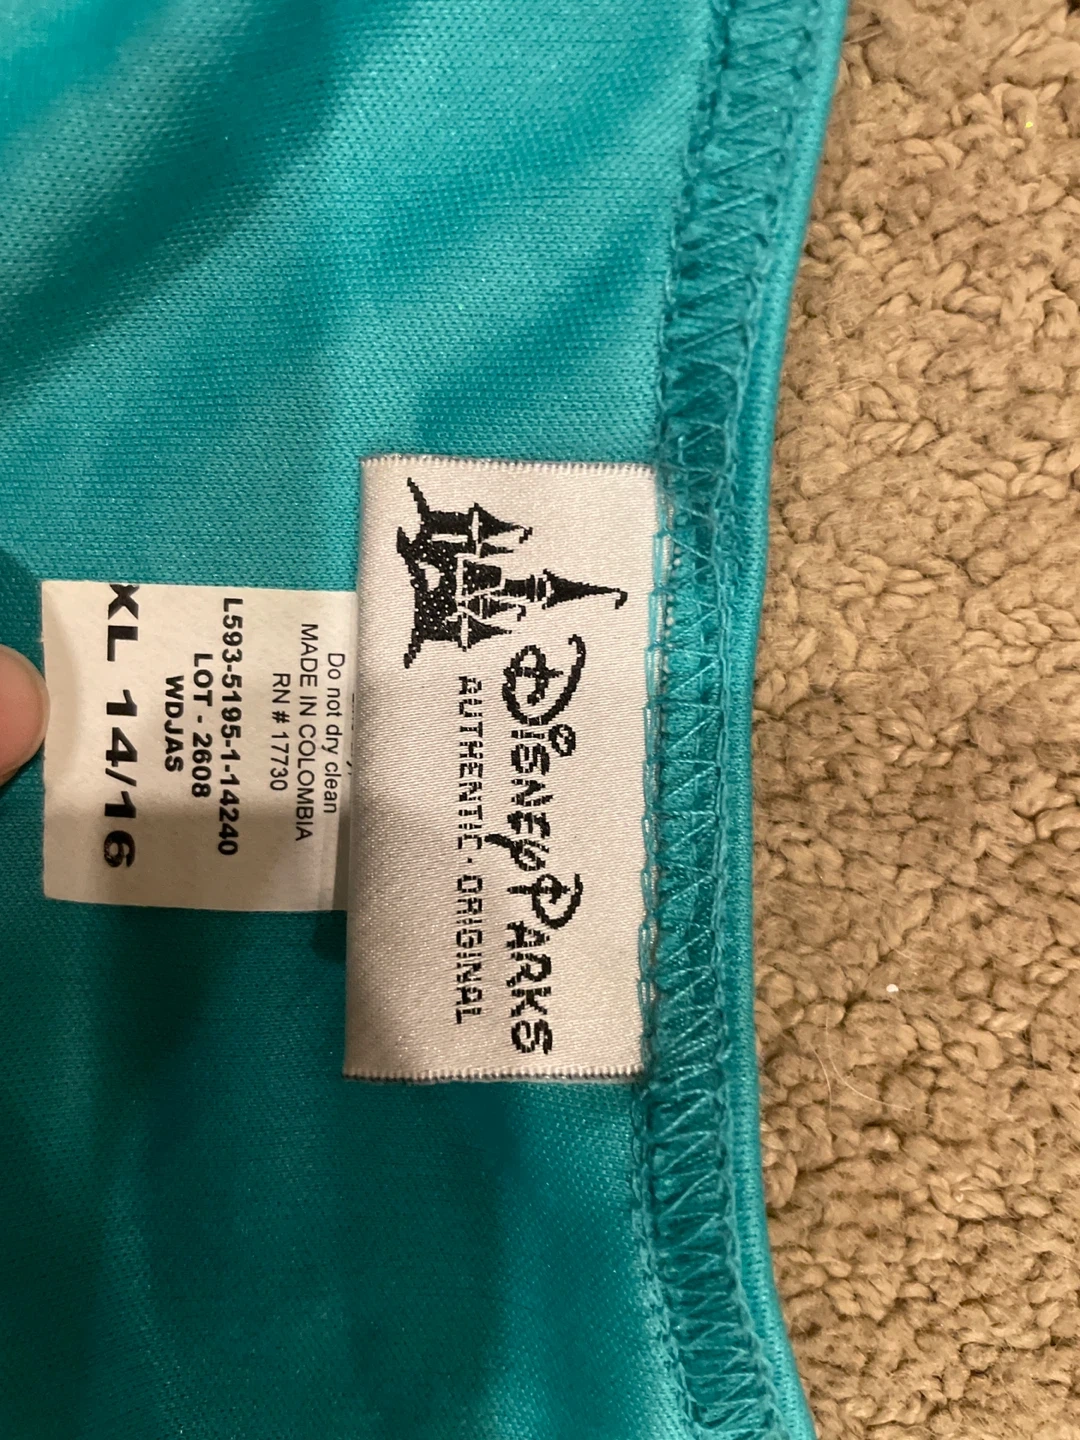 Disney Parks
AUTHENTIC · ORIGINAL
Do not dry clean
MADE IN COLOMBIA
RN # 17730
L593-5195-1-14240
LOT - 2608
WDJAS
XL 14/16